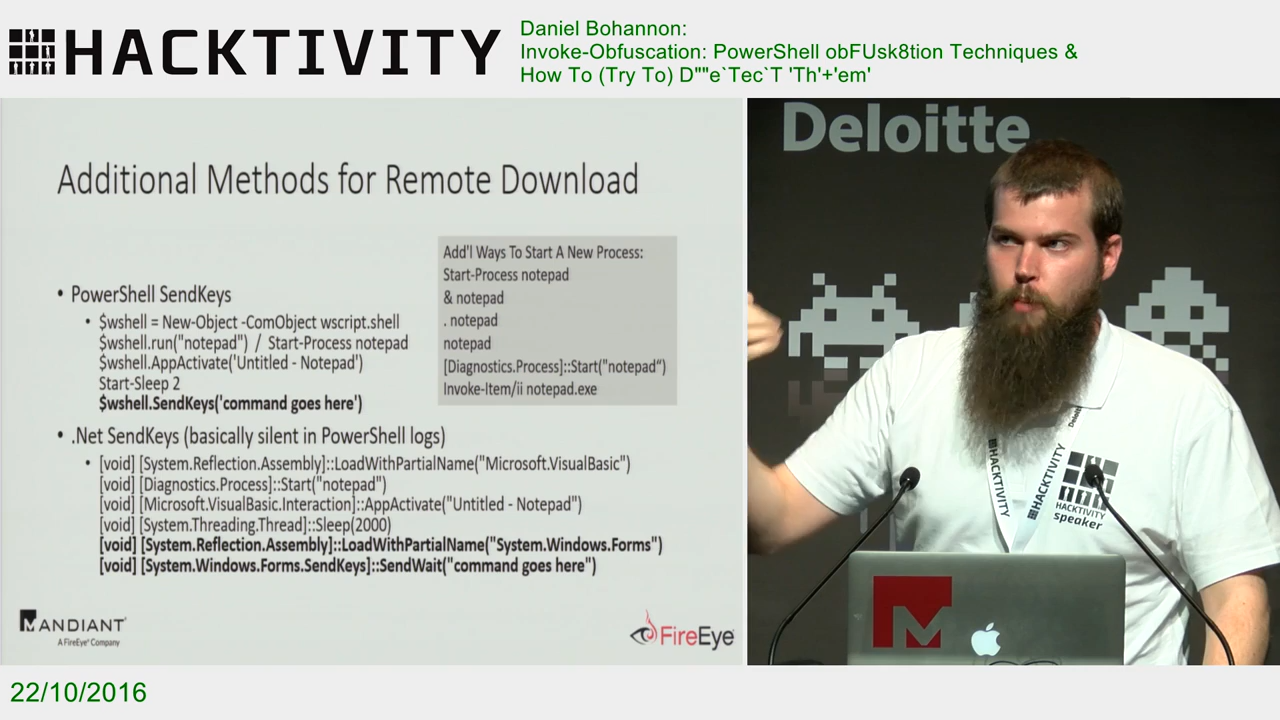 HACKTIVITY
Daniel Bohannon:
Invoke-Obfuscation: PowerShell obFUsk8tion Techniques &
How To (Try To) D""e`Tec`T 'Th'+'em'
Additional Methods for Remote Download
Add'l Ways To Start A New Process:
Start-Process notepad
& notepad
. notepad
notepad
[Diagnostics.Process]::Start("notepad")
Invoke-Item/ii notepad.exe
• PowerShell SendKeys
• $wshell = New-Object -ComObject wscript.shell
$wshell.run("notepad") / Start-Process notepad
$wshell.AppActivate('Untitled - Notepad')
Start-Sleep 2
$wshell.SendKeys('command goes here')
• .Net SendKeys (basically silent in PowerShell logs)
• [void] [System.Reflection.Assembly]::LoadWithPartialName("Microsoft.VisualBasic")
[void] [Diagnostics.Process]::Start("notepad")
[void] [Microsoft.VisualBasic.Interaction]::AppActivate("Untitled - Notepad")
[void] [System.Threading.Thread]::Sleep(2000)
[void] [System.Reflection.Assembly]::LoadWithPartialName("System.Windows.Forms")
[void] [System.Windows.Forms.SendKeys]::SendWait("command goes here")
MANDIANT
A FireEye® Company
FireEye
Deloitte
Deloitte
HACKTIVITY
HACKTIVITY
HACKTIVITY
speaker
22/10/2016